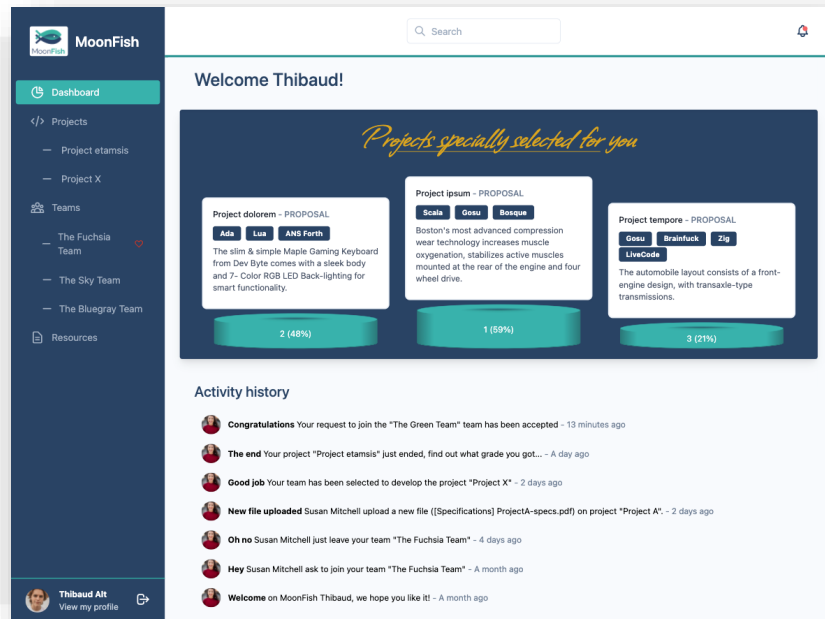 MoonFish
MoonFish
Dashboard
</> Projects
— Project etamsis
— Project X
Teams
— The Fuchsia
Team
— The Sky Team
— The Bluegray Team
Resources
Thibaud Alt
View my profile
Search
Welcome Thibaud!
Projects specially selected for you
Project dolorem - PROPOSAL
Ada Lua ANS Forth
The slim & simple Maple Gaming Keyboard
from Dev Byte comes with a sleek body
and 7- Color RGB LED Back-lighting for
smart functionality.
2 (48%)
Project ipsum - PROPOSAL
Scala Gosu Bosque
Boston's most advanced compression
wear technology increases muscle
oxygenation, stabilizes active muscles
mounted at the rear of the engine and four
wheel drive.
1 (59%)
Project tempore - PROPOSAL
Gosu Brainfuck Zig
LiveCode
The automobile layout consists of a front-
engine design, with transaxle-type
transmissions.
3 (21%)
Activity history
Congratulations Your request to join the "The Green Team" team has been accepted - 13 minutes ago
The end Your project "Project etamsis" just ended, find out what grade you got... - A day ago
Good job Your team has been selected to develop the project "Project X" - 2 days ago
New file uploaded Susan Mitchell upload a new file ([Specifications] ProjectA-specs.pdf) on project "Project A". - 2 days ago
Oh no Susan Mitchell just leave your team "The Fuchsia Team" - 4 days ago
Hey Susan Mitchell ask to join your team "The Fuchsia Team" - A month ago
Welcome on MoonFish Thibaud, we hope you like it! - A month ago